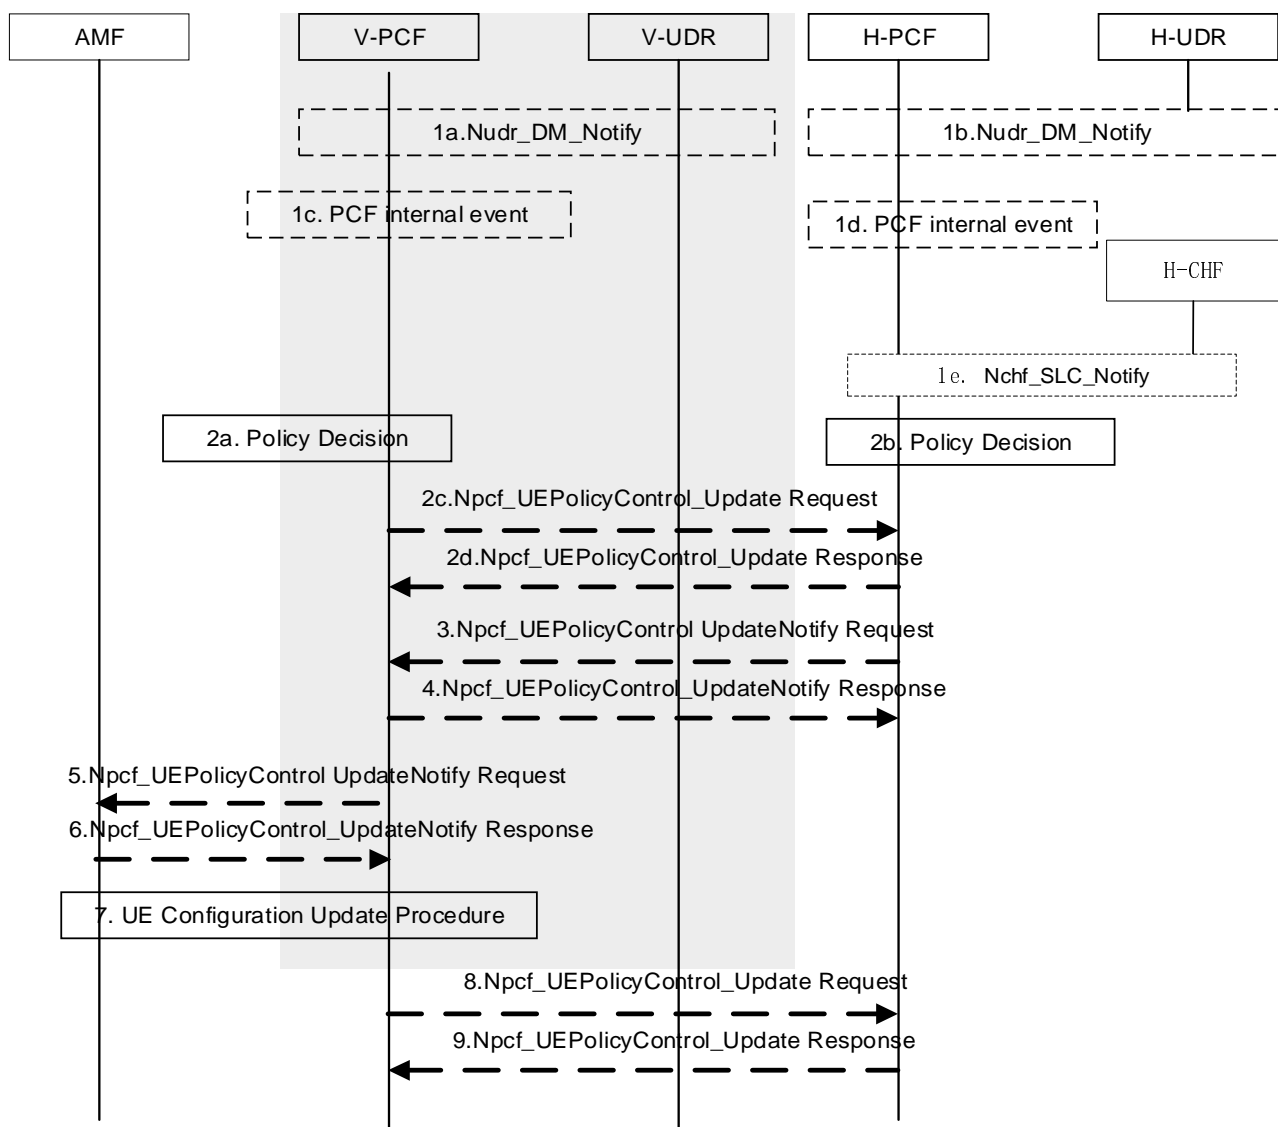 AMF
V-PCF
V-UDR
H-PCF
H-UDR
1a.Nudr_DM_Notify
1b.Nudr_DM_Notify
1c. PCF internal event
1d. PCF internal event
H-CHF
1e. Nchf_SLC_Notify
2a. Policy Decision
2b. Policy Decision
2c.Npcf_UEPolicyControl_Update Request
2d.Npcf_UEPolicyControl_Update Response
3.Npcf_UEPolicyControl UpdateNotify Request
4.Npcf_UEPolicyControl_UpdateNotify Response
5.Npcf_UEPolicyControl UpdateNotify Request
6.Npcf_UEPolicyControl_UpdateNotify Response
7. UE Configuration Update Procedure
8.Npcf_UEPolicyControl_Update Request
9.Npcf_UEPolicyControl_Update Response